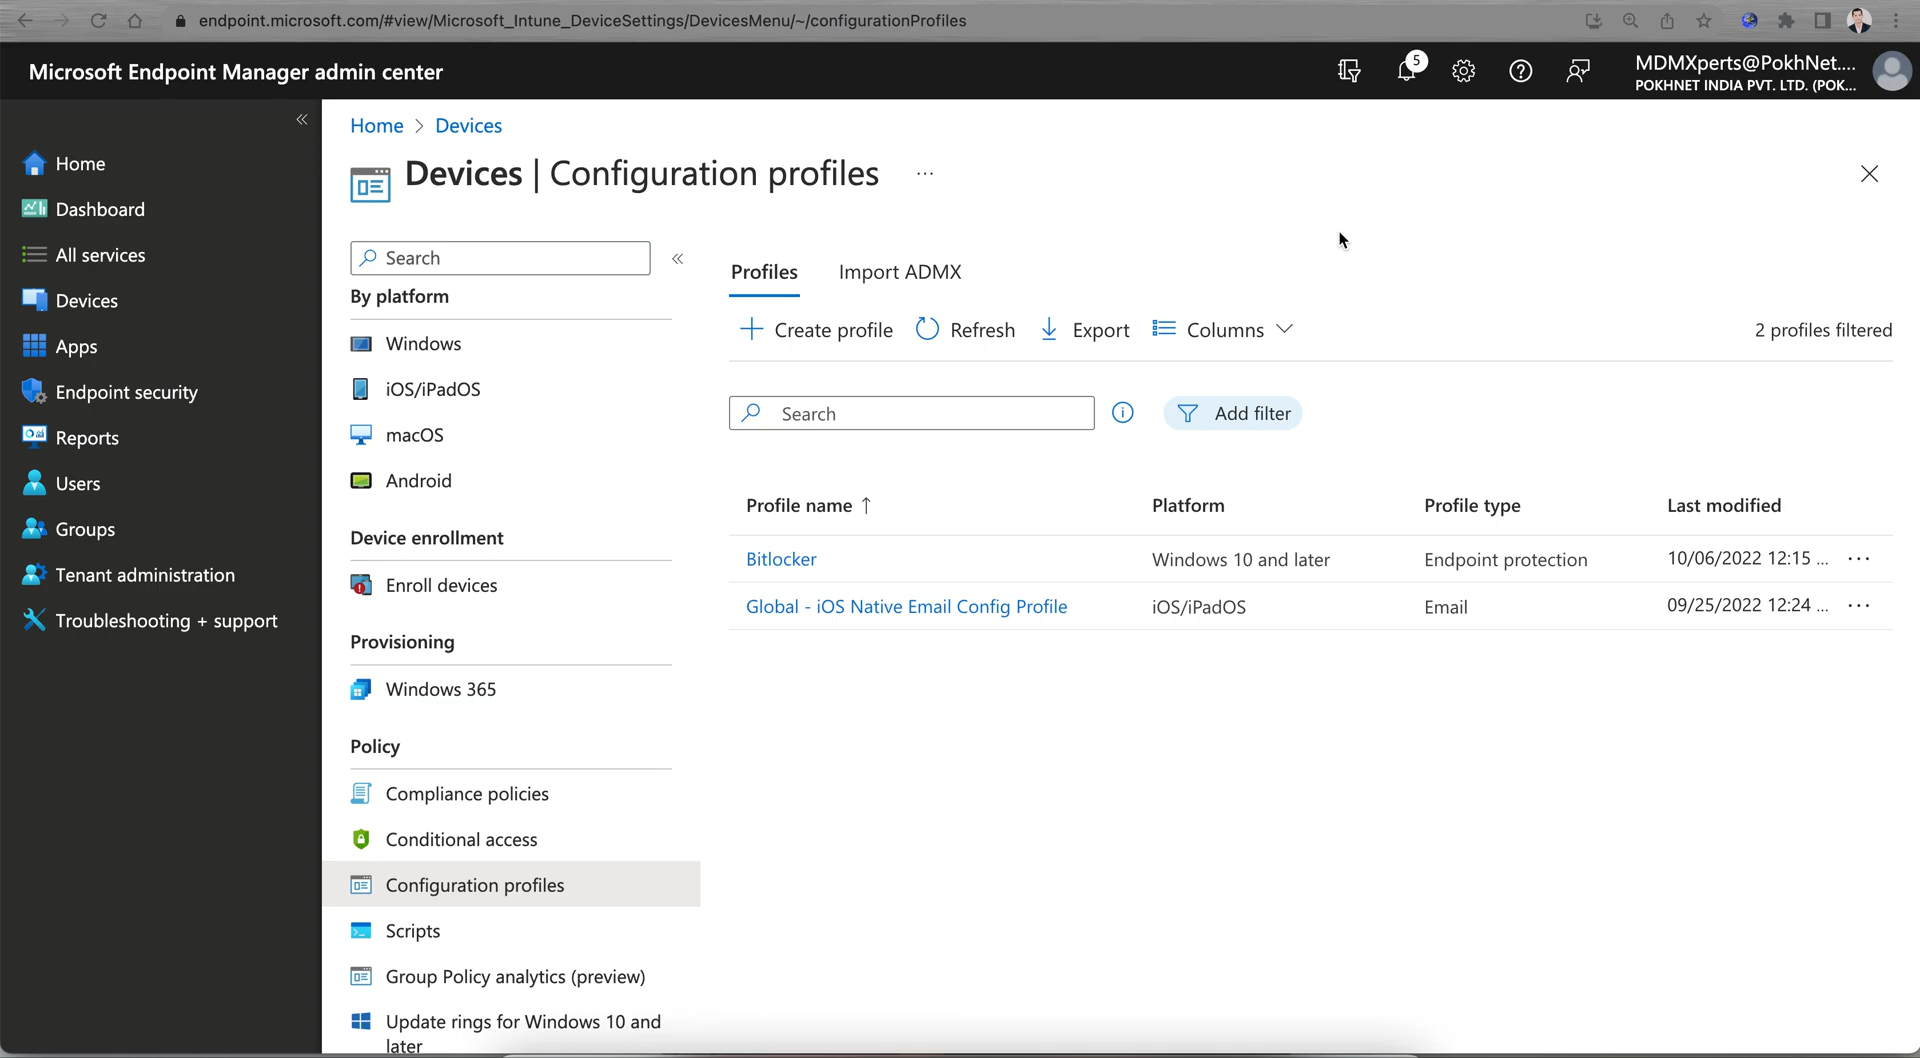 endpoint.microsoft.com/#view/Microsoft_Intune_DeviceSettings/DevicesMenu/~/configurationProfiles
Microsoft Endpoint Manager admin center
5
MDMXperts@PokhNet....
POKHNET INDIA PVT. LTD. (POK...
Home
Dashboard
All services
Devices
Apps
Endpoint security
Reports
Users
Groups
Tenant administration
Troubleshooting + support
Home > Devices
Devices | Configuration profiles ...
Search
By platform
Windows
iOS/iPadOS
macOS
Android
Device enrollment
Enroll devices
Provisioning
Windows 365
Policy
Compliance policies
Conditional access
Configuration profiles
Scripts
Group Policy analytics (preview)
Update rings for Windows 10 and
later
Profiles Import ADMX
Create profile Refresh Export Columns 2 profiles filtered
Search Add filter
Profile name ↑ Platform Profile type Last modified
Bitlocker Windows 10 and later Endpoint protection 10/06/2022 12:15 ... ...
Global - iOS Native Email Config Profile iOS/iPadOS Email 09/25/2022 12:24 ... ...